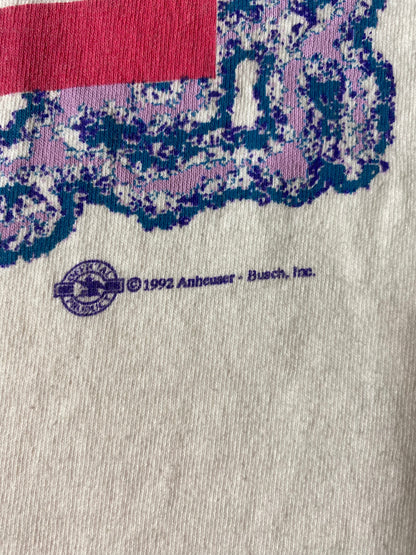 © 1992 Anheuser - Busch, Inc.